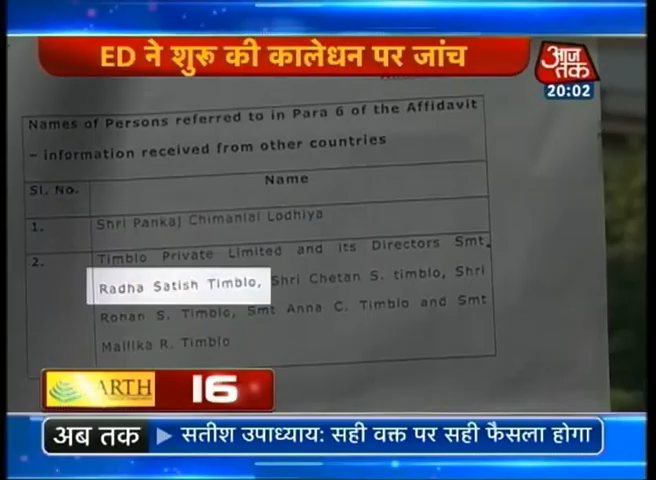 ED ने शुरू की कालेधन पर जांच
आज
तक
20:02
Names of Persons referred to in Para 6 of the Affidavit
– information received from other countries
Sl. No.
Name
1.
Shri Pankaj Chimanlal Lodhiya
2.
Timblo Private Limited and its Directors Smt.
Radha Satish Timblo, Shri Chetan S. timblo, Shri
Rohan S. Timblo, Smt Anna C. Timblo and Smt
Mallika R. Timblo
ARTH
16
अब तक
सतीश उपाध्याय: सही वक्त पर सही फैसला होगा